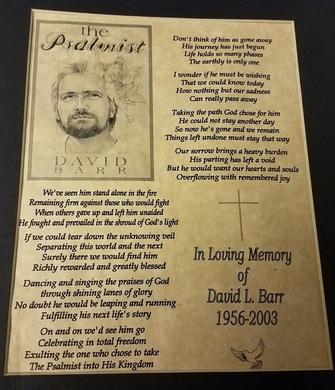 the
Psalmist
DAVID
BARR
We've seen him stand alone in the fire
Remaining firm against those who would fight
When others gave up and left him unaided
He fought and prevailed in the shroud of God's light
If we could tear down the unknowing veil
Separating this world and the next
Surely there we would find him
Richly rewarded and greatly blessed
Dancing and singing the praises of God
through shining lanes of glory
No doubt he would be leaping and running
Fulfilling his next life's story
On and on we'd see him go
Celebrating in total freedom
Exulting the one who chose to take
The Psalmist into His Kingdom
Don't think of him as gone away
His journey has just begun
Life holds so many phases
The earthly is only one
I wonder if he must be wishing
That we could know today
How nothing but our sadness
Can really pass away
Taking the path God chose for him
He could not stay another day
So now he's gone and we remain
Things left undone must stay that way
Our sorrow brings a heavy burden
His parting has left a void
But he would want our hearts and souls
Overflowing with remembered joy
In Loving Memory
of
David L. Barr
1956-2003